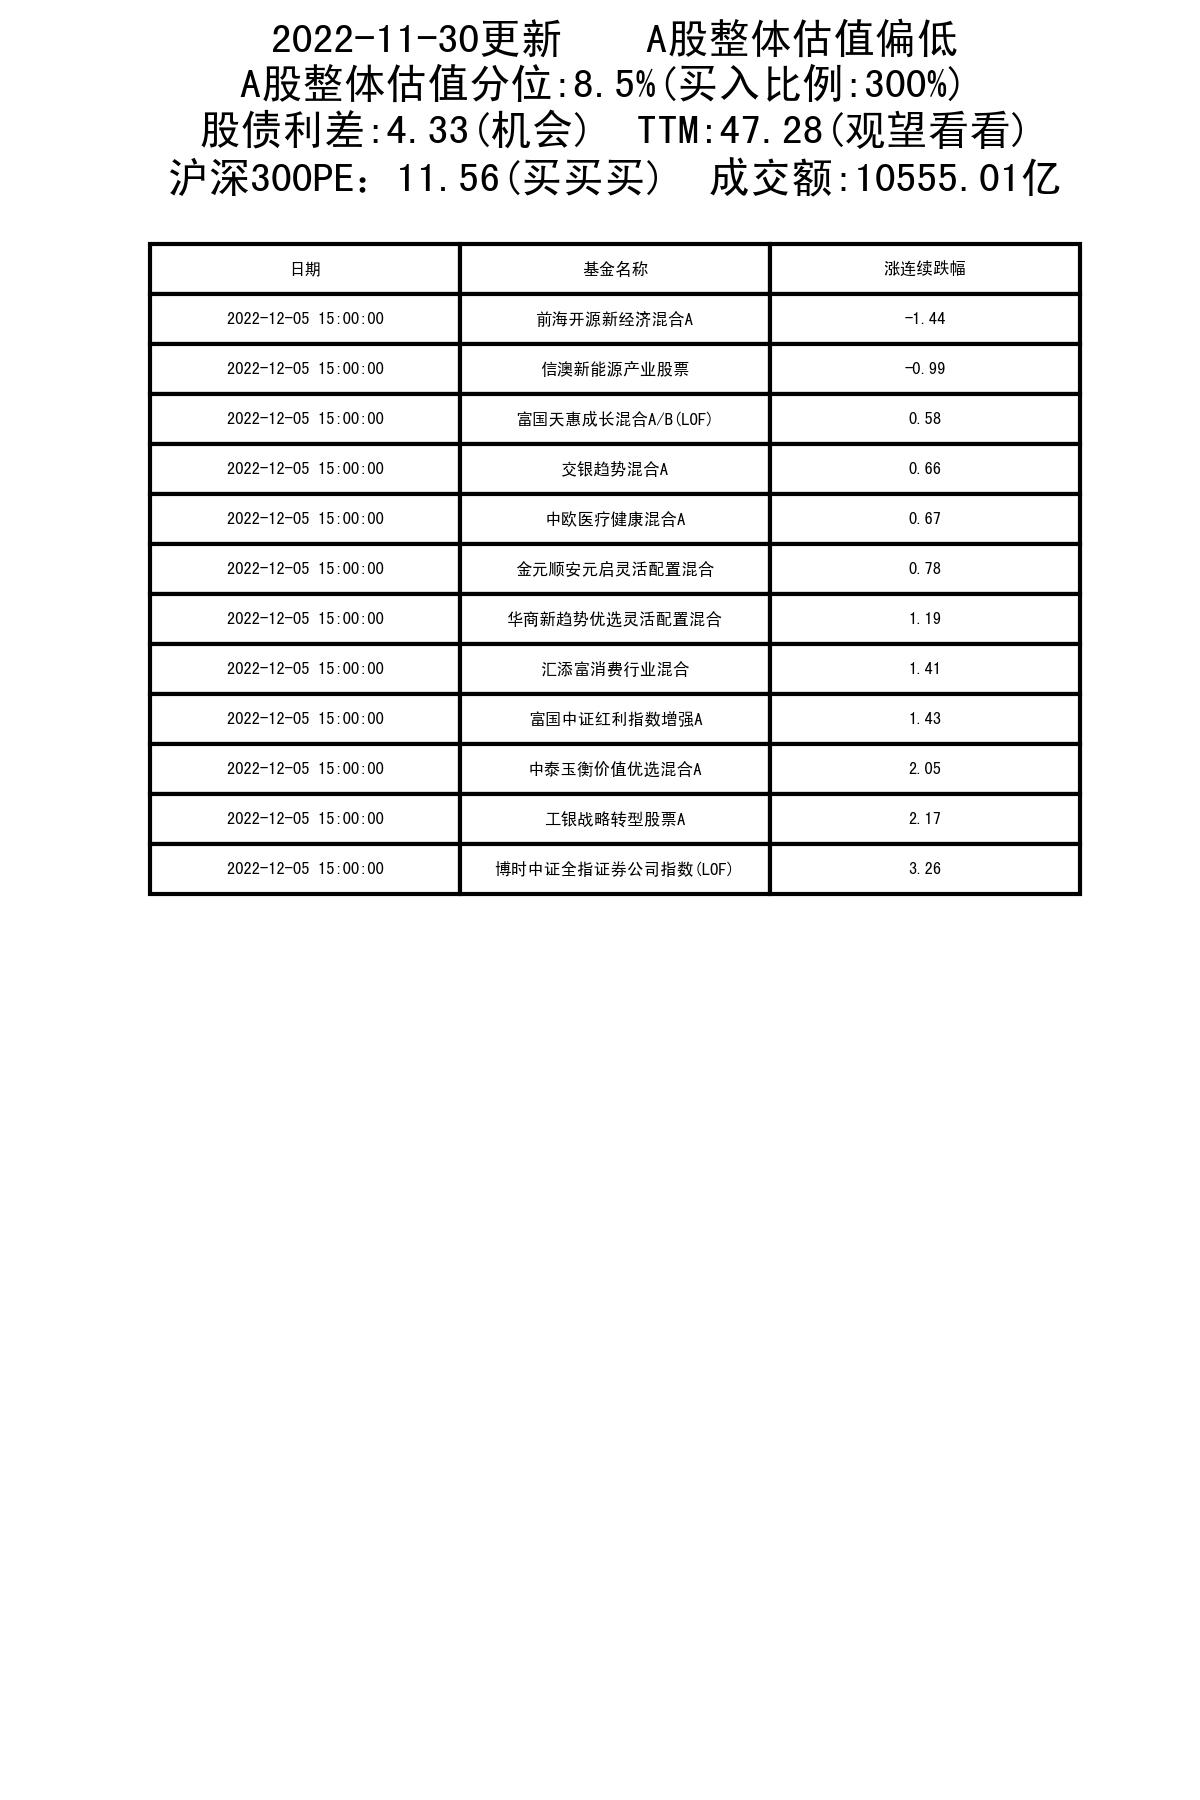 2022-11-30更新    A股整体估值偏低
A股整体估值分位:8.5%(买入比例:300%)
股债利差:4.33(机会)  TTM:47.28(观望看看)
沪深300PE：11.56(买买买)  成交额:10555.01亿
日期 基金名称 涨连续跌幅
2022-12-05 15:00:00 前海开源新经济混合A -1.44
2022-12-05 15:00:00 信澳新能源产业股票 -0.99
2022-12-05 15:00:00 富国天惠成长混合A/B(LOF) 0.58
2022-12-05 15:00:00 交银趋势混合A 0.66
2022-12-05 15:00:00 中欧医疗健康混合A 0.67
2022-12-05 15:00:00 金元顺安元启灵活配置混合 0.78
2022-12-05 15:00:00 华商新趋势优选灵活配置混合 1.19
2022-12-05 15:00:00 汇添富消费行业混合 1.41
2022-12-05 15:00:00 富国中证红利指数增强A 1.43
2022-12-05 15:00:00 中泰玉衡价值优选混合A 2.05
2022-12-05 15:00:00 工银战略转型股票A 2.17
2022-12-05 15:00:00 博时中证全指证券公司指数(LOF) 3.26